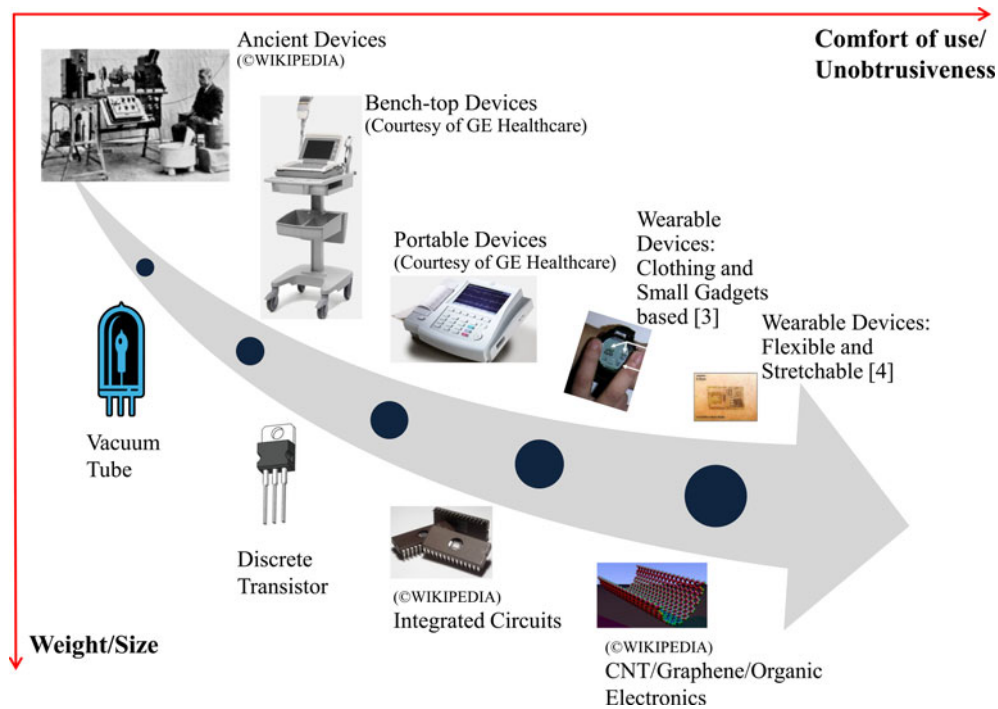 Ancient Devices
(©WIKIPEDIA)
Comfort of use/
Unobtrusiveness
Bench-top Devices
(Courtesy of GE Healthcare)
Portable Devices
(Courtesy of GE Healthcare)
Wearable
Devices:
Clothing and
Small Gadgets
based [3]
Wearable Devices:
Flexible and
Stretchable [4]
Vacuum
Tube
Discrete
Transistor
(©WIKIPEDIA)
Integrated Circuits
(©WIKIPEDIA)
CNT/Graphene/Organic
Electronics
Weight/Size